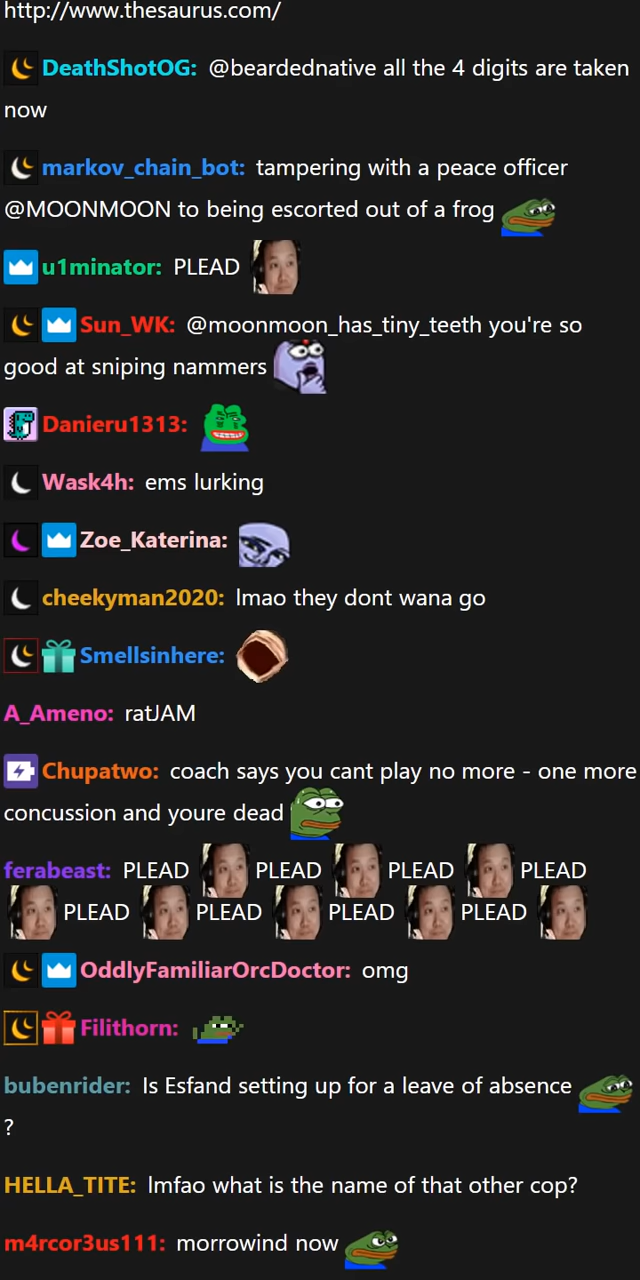 http://www.thesaurus.com/
DeathShotOG: @beardednative all the 4 digits are taken
now
markov_chain_bot: tampering with a peace officer
@MOONMOON to being escorted out of a frog
u1minator: PLEAD
Sun_WK: @moonmoon_has_tiny_teeth you're so
good at sniping nammers
Danieru1313:
Wask4h: ems lurking
Zoe_Katerina:
cheekyman2020: lmao they dont wana go
Smellsinhere:
A_Ameno: ratJAM
Chupatwo: coach says you cant play no more - one more
concussion and youre dead
ferabeast: PLEAD PLEAD PLEAD PLEAD
PLEAD PLEAD PLEAD PLEAD
OddlyFamiliarOrcDoctor: omg
Filithorn:
bubenrider: Is Esfand setting up for a leave of absence
?
HELLA_TITE: lmfao what is the name of that other cop?
m4rcor3us111: morrowind now